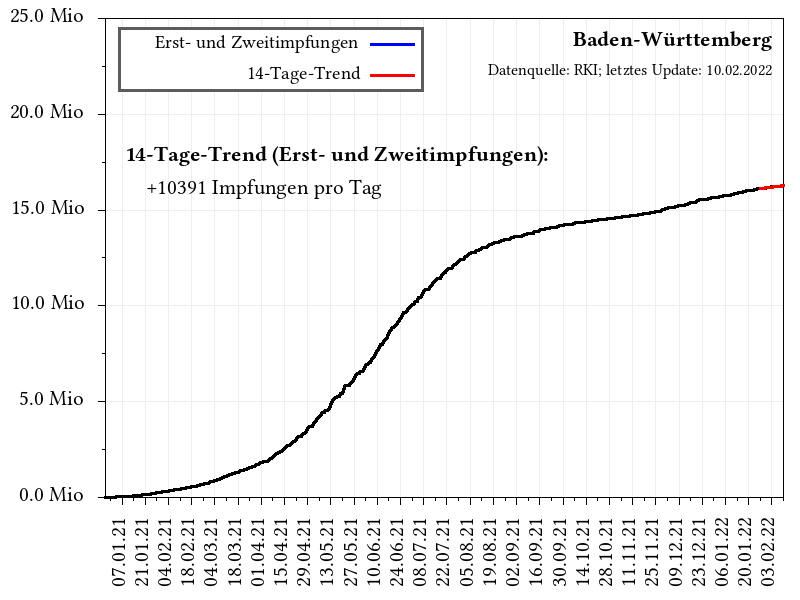 25.0 Mio
20.0 Mio
15.0 Mio
10.0 Mio
5.0 Mio
0.0 Mio
Erst- und Zweitimpfungen
14-Tage-Trend
Baden-Württemberg
Datenquelle: RKI; letztes Update: 10.02.2022
14-Tage-Trend (Erst- und Zweitimpfungen):
+10391 Impfungen pro Tag
07.01.21
21.01.21
04.02.21
18.02.21
04.03.21
18.03.21
01.04.21
15.04.21
29.04.21
13.05.21
27.05.21
10.06.21
24.06.21
08.07.21
22.07.21
05.08.21
19.08.21
02.09.21
16.09.21
30.09.21
14.10.21
28.10.21
11.11.21
25.11.21
09.12.21
23.12.21
06.01.22
20.01.22
03.02.22